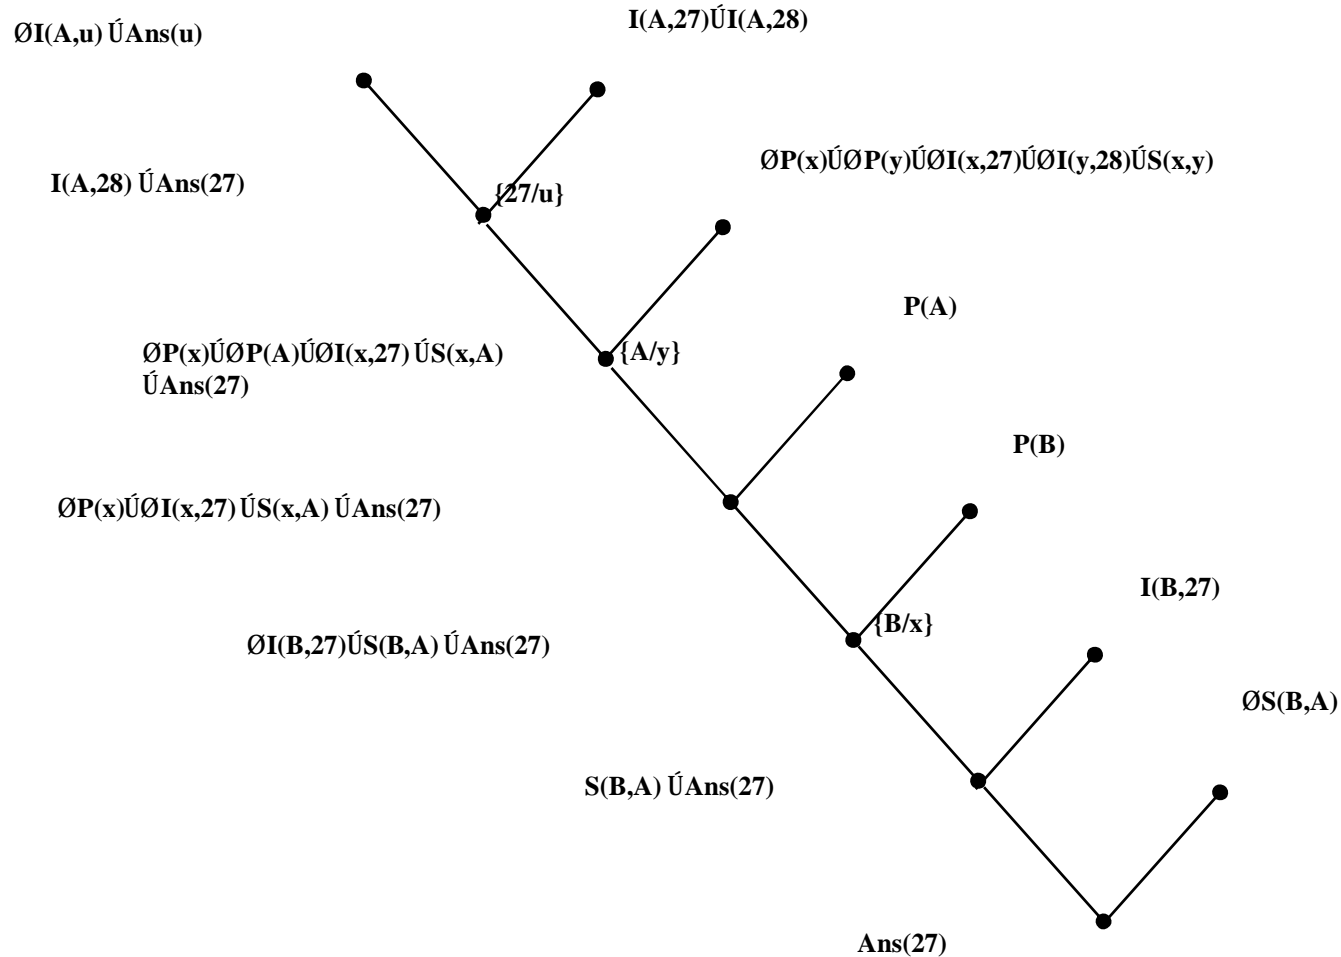 ØI(A,u) ÚAns(u)
I(A,27)ÚI(A,28)
ØP(x)ÚØP(y)ÚØI(x,27)ÚØI(y,28)ÚS(x,y)
I(A,28) ÚAns(27)
{27/u}
P(A)
ØP(x)ÚØP(A)ÚØI(x,27) ÚS(x,A)
ÚAns(27)
{A/y}
P(B)
ØP(x)ÚØI(x,27) ÚS(x,A) ÚAns(27)
I(B,27)
{B/x}
ØI(B,27)ÚS(B,A) ÚAns(27)
ØS(B,A)
S(B,A) ÚAns(27)
Ans(27)